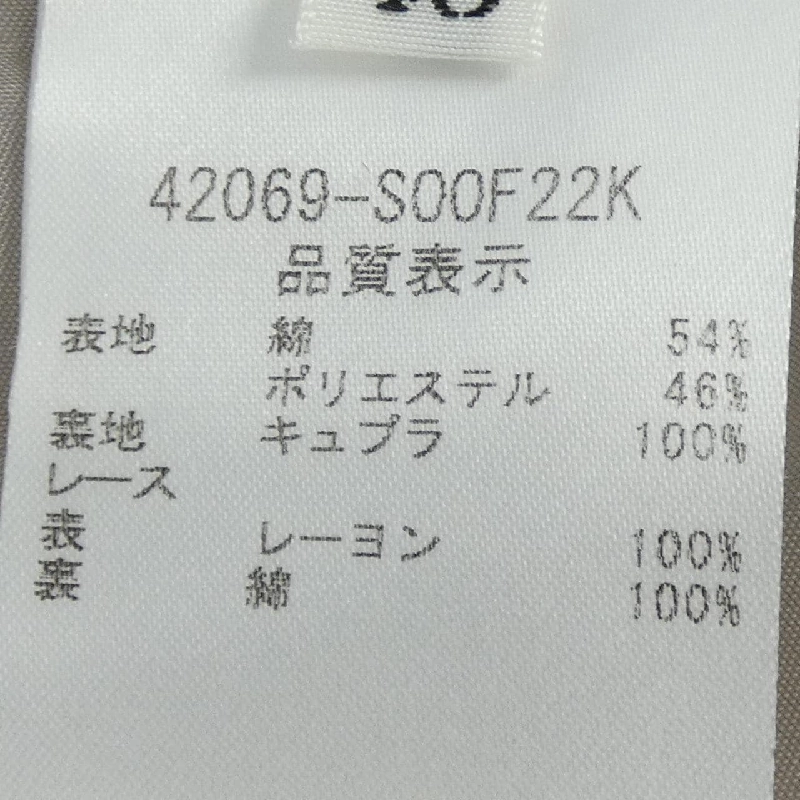 42069-S00F22K
品質表示
表地 綿 54%
ポリエステル 46%
裏地 キュプラ 100%
レース
表 レーヨン 100%
裏 綿 100%